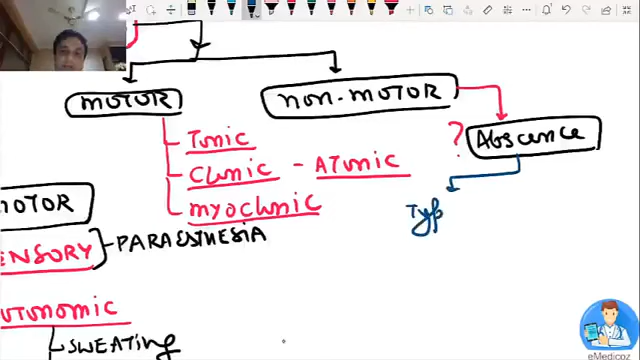 MOTOR
non-MOTOR
Tonic
? Absence
Clonic - ATonic
myoclonic
Typ
MOTOR
ENSORY
PARAESTHESIA
UTONOMIC
SWEATING
eMedicoz